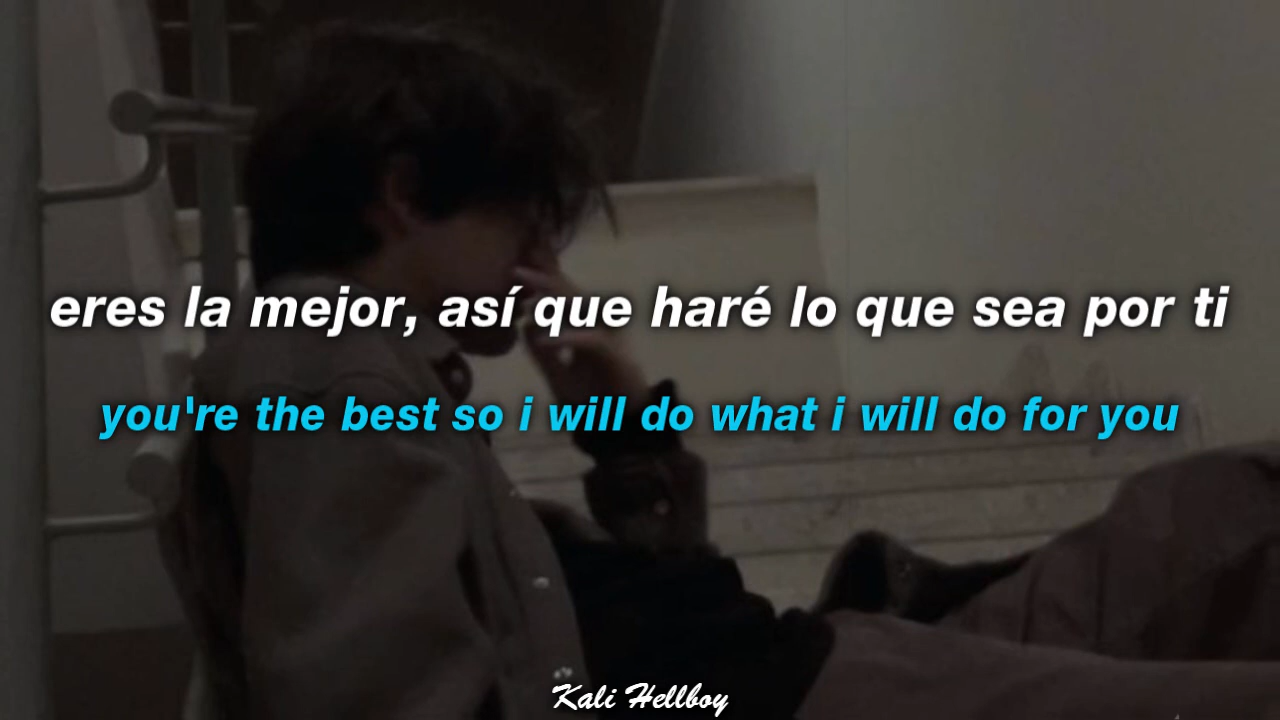 eres la mejor, así que haré lo que sea por ti
you're the best so i will do what i will do for you
Kali Hellboy